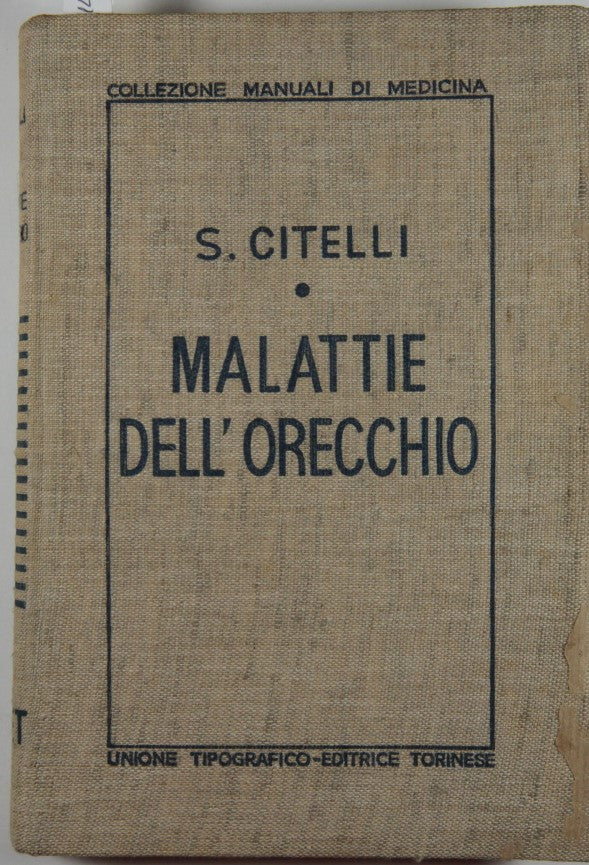 COLLEZIONE MANUALI DI MEDICINA
S. CITELLI
•
MALATTIE
DELL'ORECCHIO
UNIONE TIPOGRAFICO-EDITRICE TORINESE